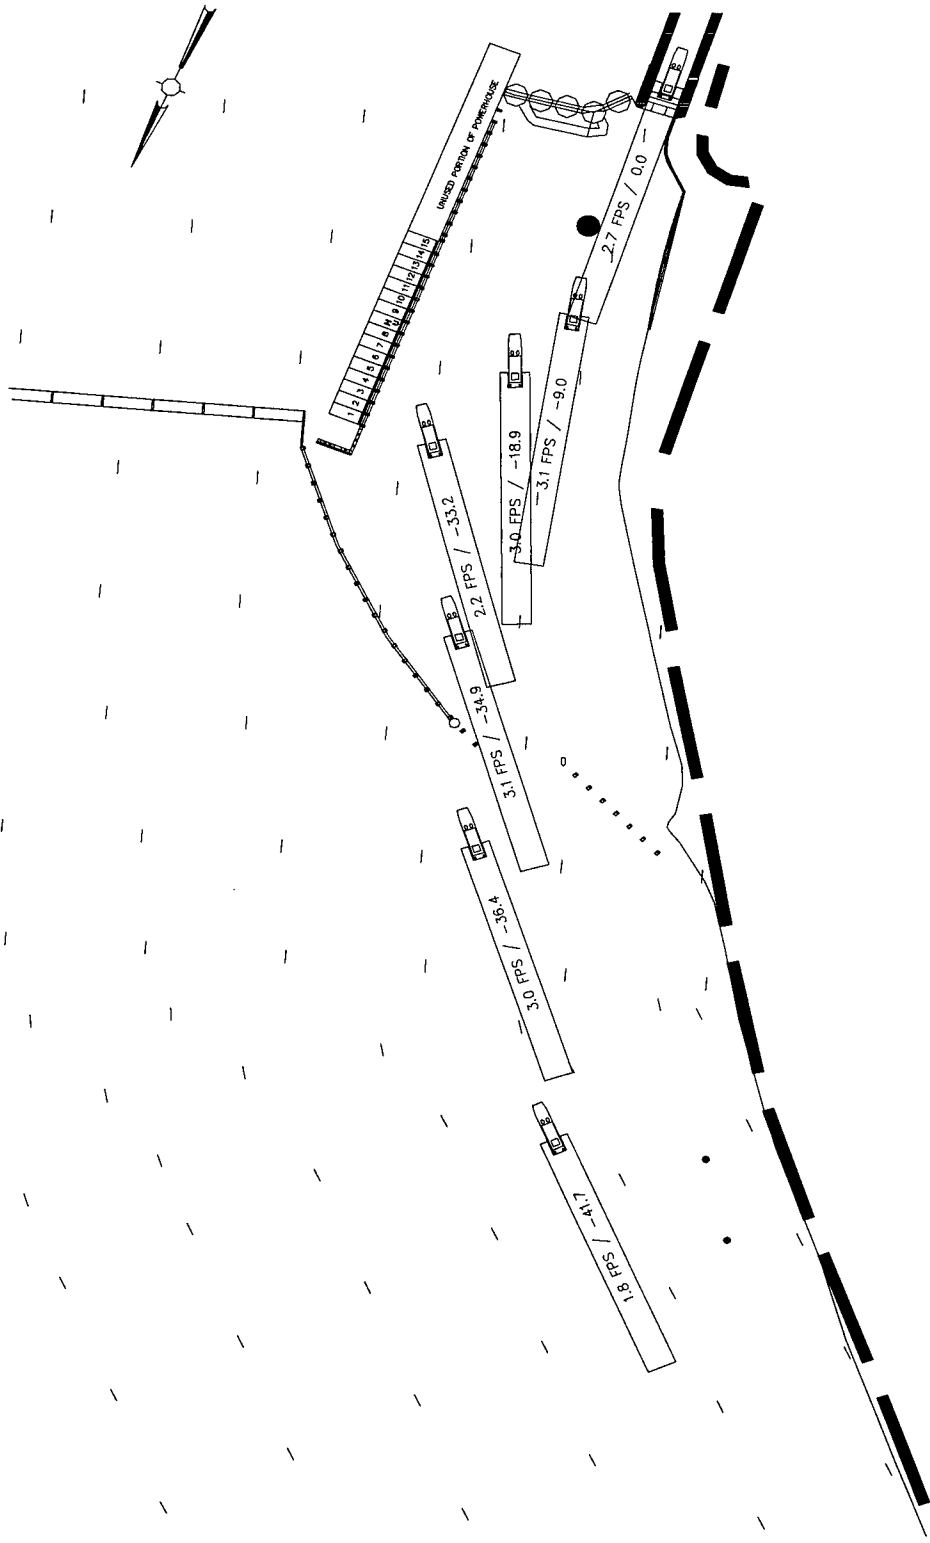 UNUSED PORTION OF POWERHOUSE
15
14
13
12
11
10
9
8
7
6
5
4
3
2
1
2.7 FPS / 0.0
3.1 FPS / -9.0
3.0 FPS / -18.9
2.2 FPS / -33.2
3.1 FPS / -34.9
3.0 FPS / -36.4
1.8 FPS / -41.7